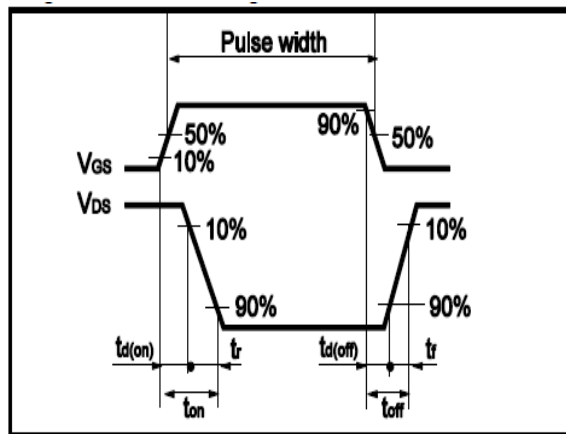 Pulse width
90%
50%
50%
10%
VGS
VDS
10%
10%
90%
90%
td(on)
tr
td(off)
tf
ton
toff